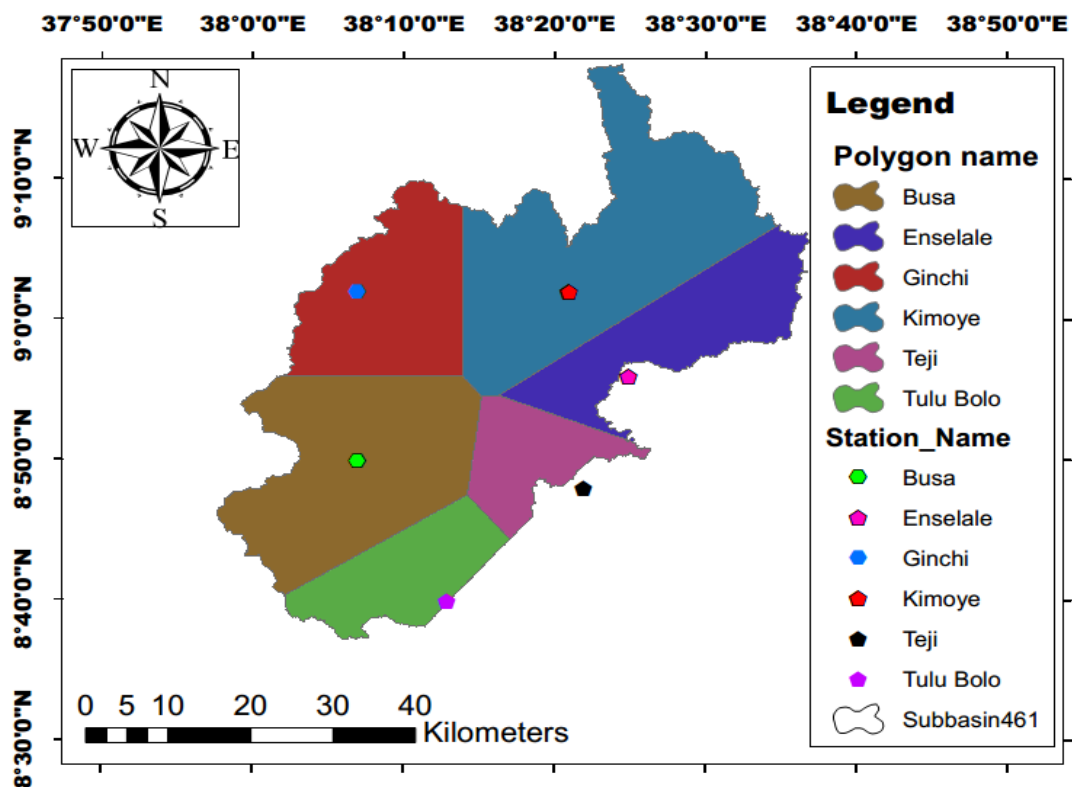 37°50'0"E 38°0'0"E 38°10'0"E 38°20'0"E 38°30'0"E 38°40'0"E 38°50'0"E
N
W E
S
9°10'0"N
9°0'0"N
8°50'0"N
8°40'0"N
8°30'0"N
Legend
Polygon name
Busa
Enselale
Ginchi
Kimoye
Teji
Tulu Bolo
Station_Name
Busa
Enselale
Ginchi
Kimoye
Teji
Tulu Bolo
Subbasin461
0 5 10 20 30 40
Kilometers